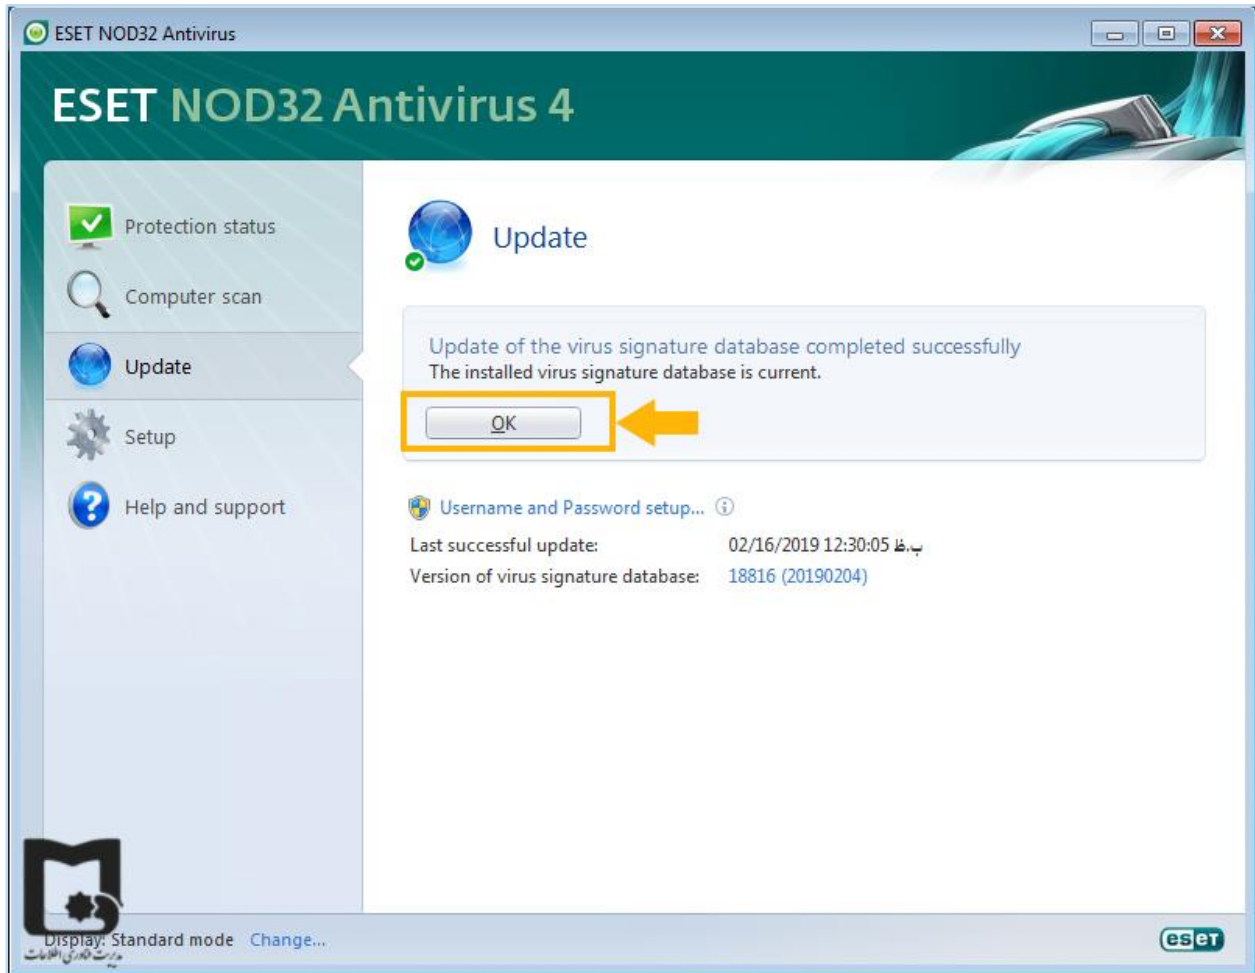 ESET NOD32 Antivirus
ESET NOD32 Antivirus 4
Protection status
Computer scan
Update
Setup
Help and support
Update
Update of the virus signature database completed successfully
The installed virus signature database is current.
OK
Username and Password setup...
Last successful update: 02/16/2019 12:30:05 ب.ظ
Version of virus signature database: 18816 (20190204)
Display: Standard mode Change...
مدیریت فناوری اطلاعات
eset